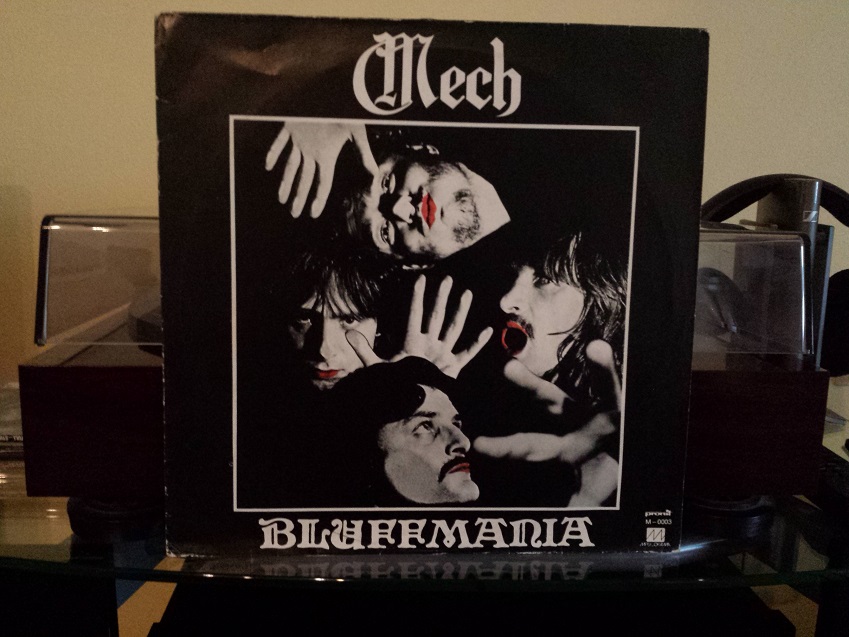 Mech
BLUFFMANIA
pronit
M-0003